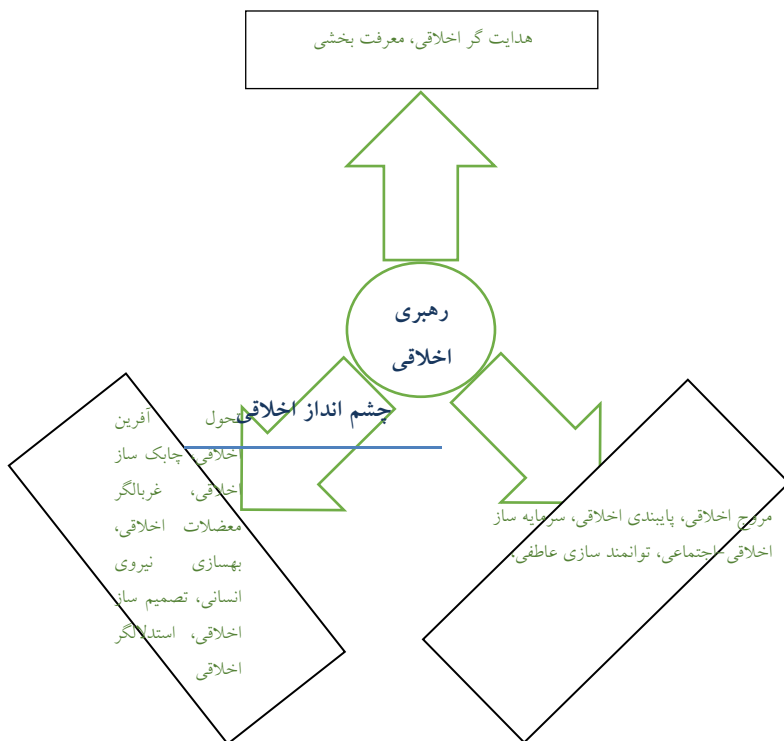 هدایت گر اخلاقی، معرفت بخشی
رهبری
اخلاقی
چشم انداز اخلاقی
تحول آفرین
اخلاقی، چابک ساز
اخلاقی، غربالگر
معضلات اخلاقی،
بهسازی نیروی
انسانی، تصمیم ساز
اخلاقی، استدلالگر
اخلاقی
مروج اخلاقی، پایبندی اخلاقی، سرمایه ساز
اخلاقی-اجتماعی، توانمند سازی عاطفی،